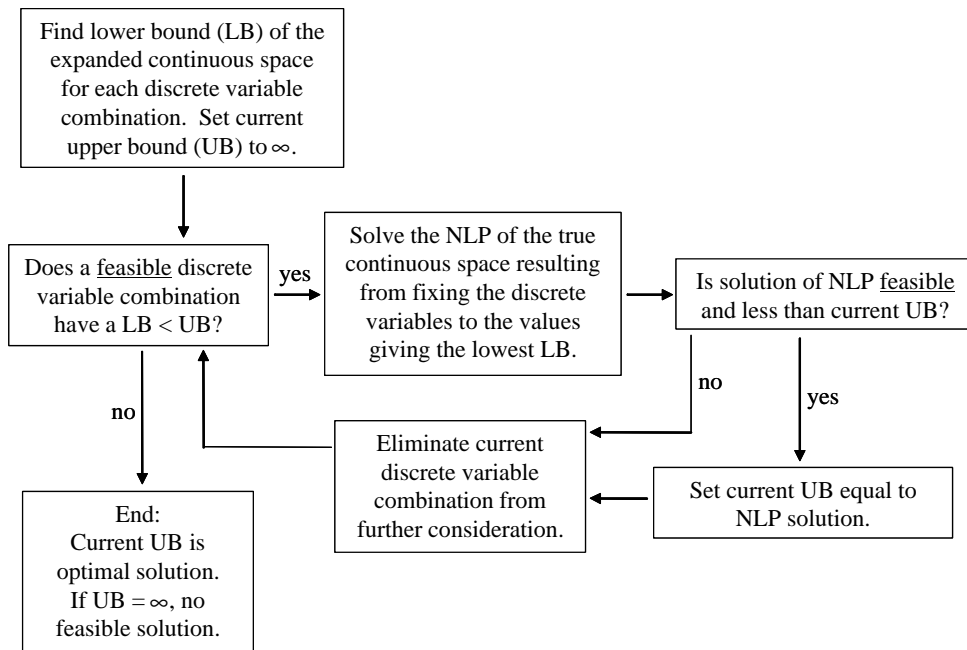 Find lower bound (LB) of the
expanded continuous space
for each discrete variable
combination.  Set current
upper bound (UB) to ∞.
Does a feasible discrete
variable combination
have a LB < UB?
yes
Solve the NLP of the true
continuous space resulting
from fixing the discrete
variables to the values
giving the lowest LB.
Is solution of NLP feasible
and less than current UB?
no
no
yes
Eliminate current
discrete variable
combination from
further consideration.
Set current UB equal to
NLP solution.
End:
Current UB is
optimal solution.
If UB = ∞, no
feasible solution.